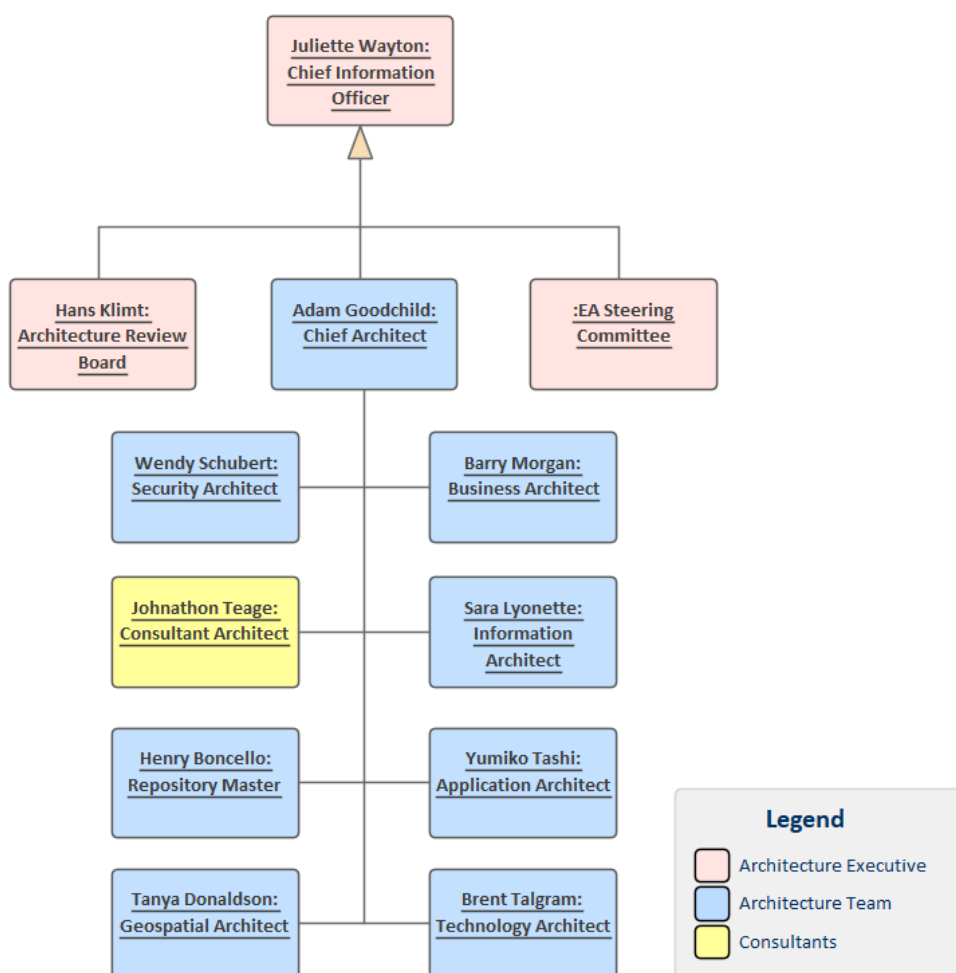 Juliette Wayton:
Chief Information
Officer
Hans Klimt:
Architecture Review
Board
Adam Goodchild:
Chief Architect
:EA Steering
Committee
Wendy Schubert:
Security Architect
Barry Morgan:
Business Architect
Johnathon Teage:
Consultant Architect
Sara Lyonette:
Information
Architect
Henry Boncello:
Repository Master
Yumiko Tashi:
Application Architect
Tanya Donaldson:
Geospatial Architect
Brent Talgram:
Technology Architect
Legend
Architecture Executive
Architecture Team
Consultants